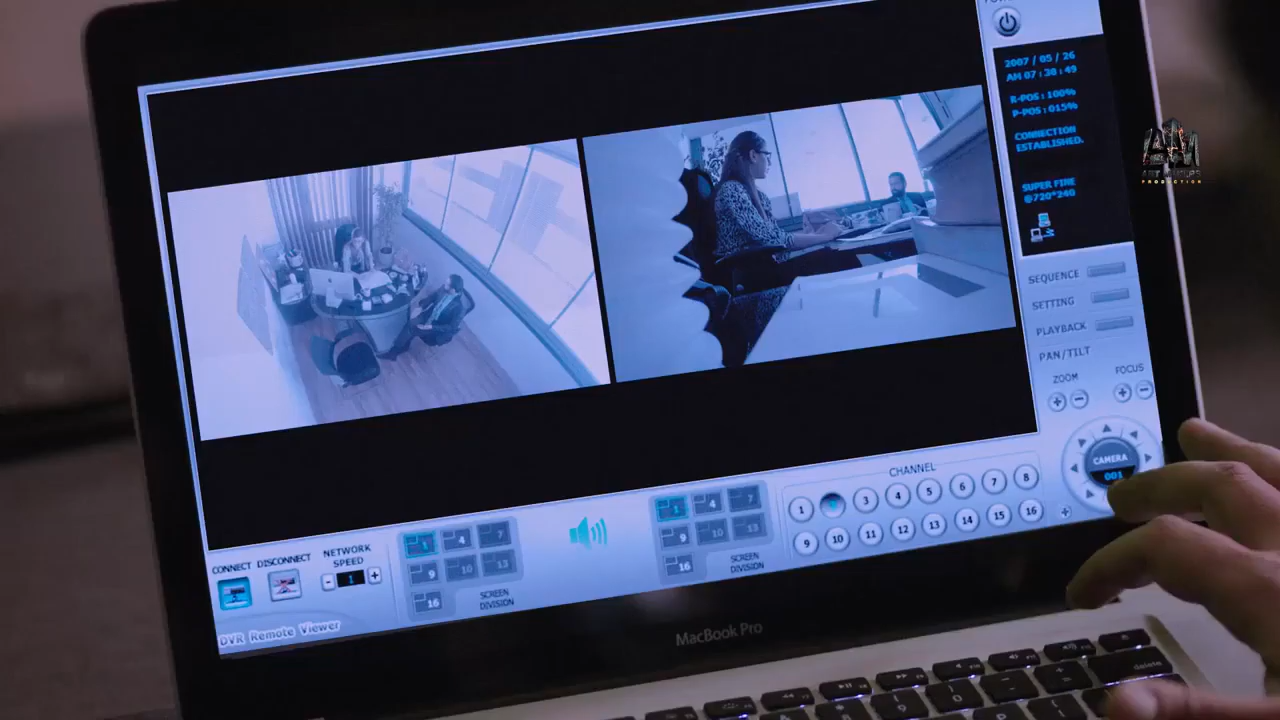 2007 / 05 / 26
AM 07 : 38 : 49
R-POS : 100%
P-POS : 015%
CONNECTION
ESTABLISHED.
SUPER FINE
@720*240
SEQUENCE
SETTING
PLAYBACK
PAN/TILT
ZOOM
FOCUS
+ -
+ -
CAMERA
001
CHANNEL
1 3 4 5 6 7 8
9 10 11 12 13 14 15 16
+
CONNECT DISCONNECT
NETWORK
SPEED
- 1 +
1 4 7
9 10 13
16
SCREEN
DIVISION
1 4 7
9 10 13
16
SCREEN
DIVISION
DVR Remote Viewer
MacBook Pro
delete
AM
PRODUCTION